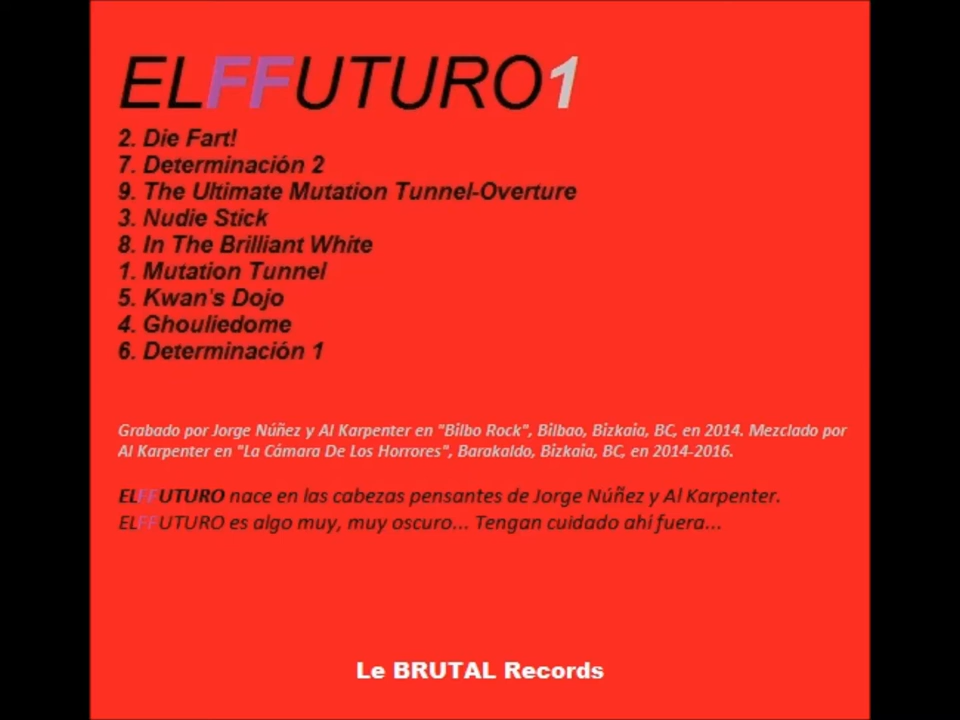 ELFFUTURO1
2. Die Fart!
7. Determinación 2
9. The Ultimate Mutation Tunnel-Overture
3. Nudie Stick
8. In The Brilliant White
1. Mutation Tunnel
5. Kwan's Dojo
4. Ghouliedome
6. Determinación 1
Grabado por Jorge Núñez y Al Karpenter en "Bilbo Rock", Bilbao, Bizkaia, BC, en 2014. Mezclado por
Al Karpenter en "La Cámara De Los Horrores", Barakaldo, Bizkaia, BC, en 2014-2016.
ELFFUTURO nace en las cabezas pensantes de Jorge Núñez y Al Karpenter.
ELFFUTURO es algo muy, muy oscuro... Tengan cuidado ahí fuera...
Le BRUTAL Records